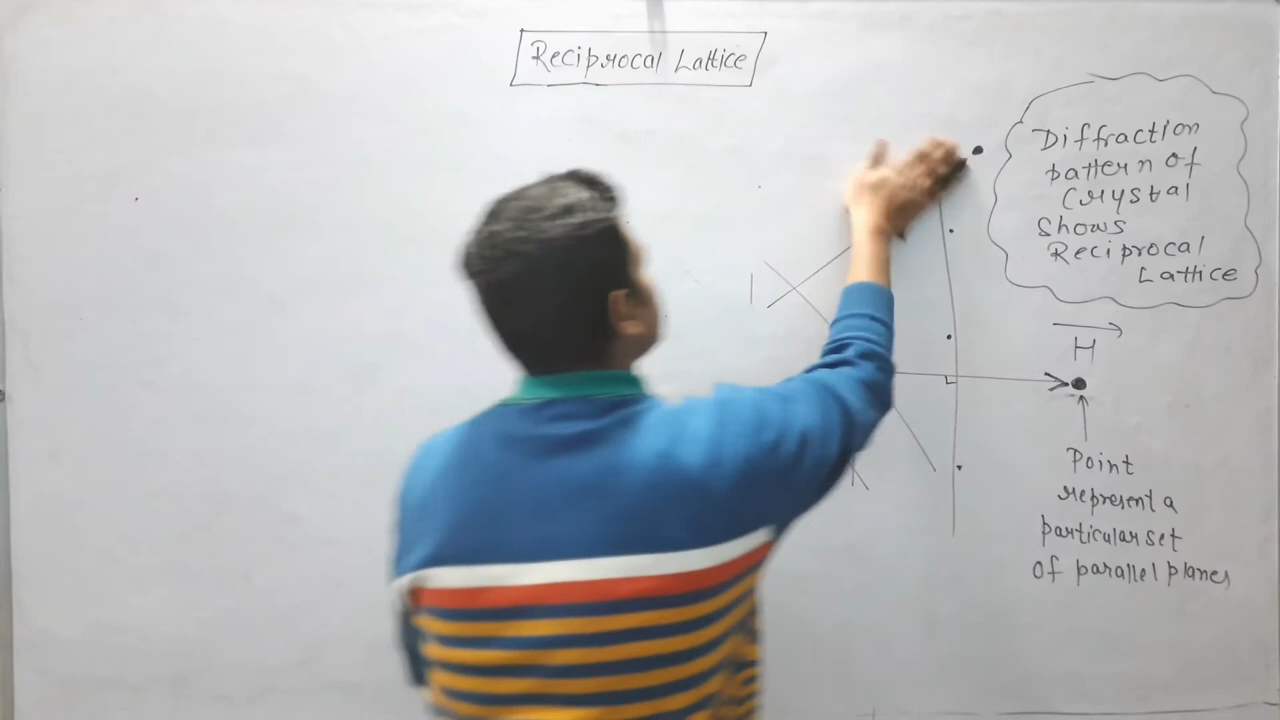 Reciprocal Lattice
Diffraction
pattern of
Crystal
Shows
Reciprocal
Lattice
H
Point
represent a
particular set
of parallel planes